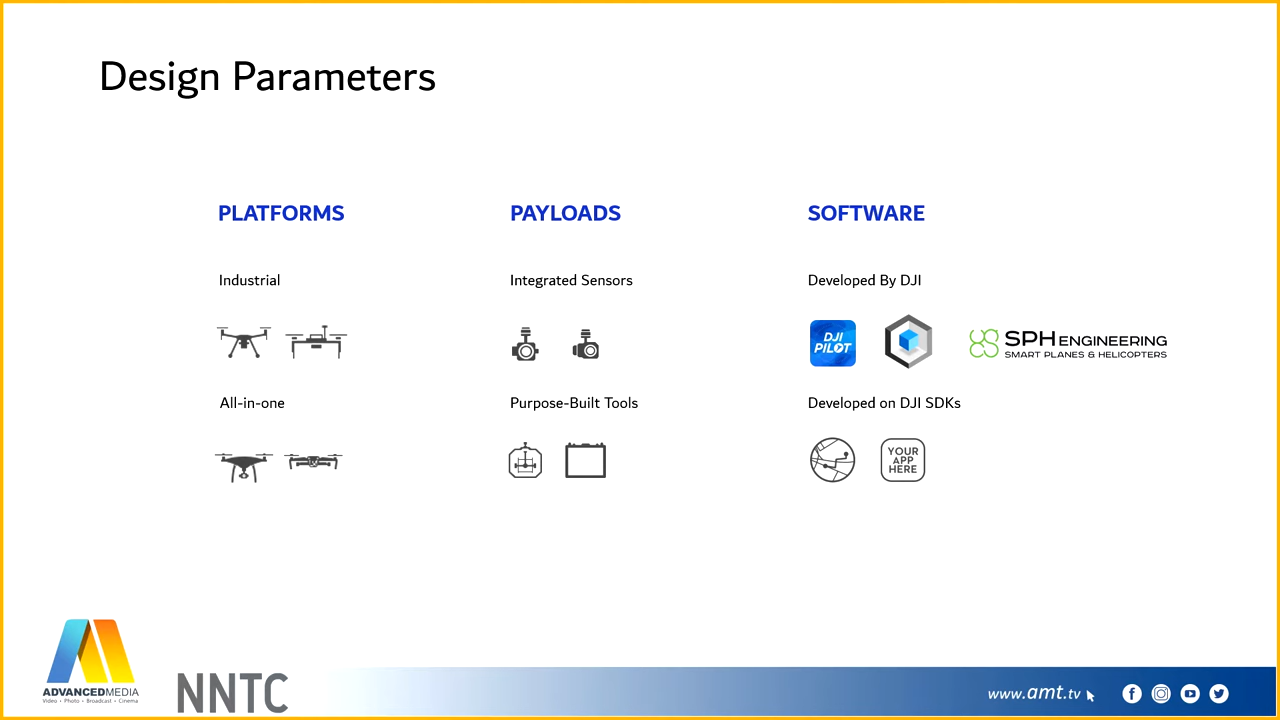 Design Parameters
PLATFORMS
Industrial
All-in-one
PAYLOADS
Integrated Sensors
Purpose-Built Tools
SOFTWARE
Developed By DJI
DJI
PILOT
SPH ENGINEERING
SMART PLANES & HELICOPTERS
Developed on DJI SDKs
YOUR
APP
HERE
ADVANCEDMEDIA
Video • Photo • Broadcast • Cinema
NNTC
www.amt.tv